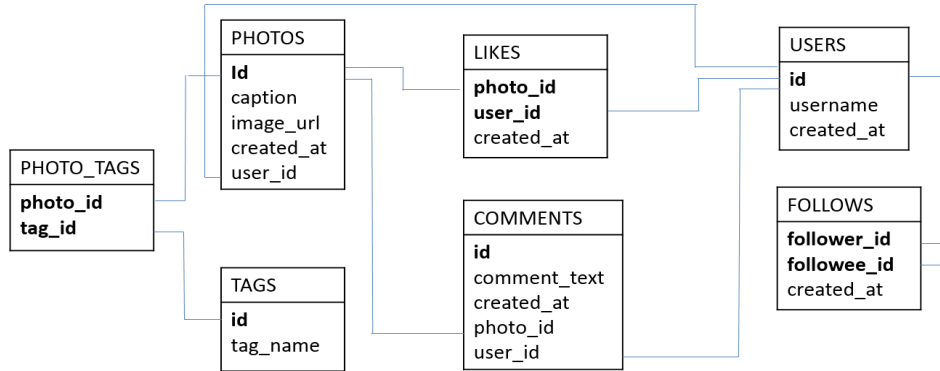 PHOTOS
Id
caption
image_url
created_at
user_id
LIKES
photo_id
user_id
created_at
USERS
id
username
created_at
PHOTO_TAGS
photo_id
tag_id
TAGS
id
tag_name
COMMENTS
id
comment_text
created_at
photo_id
user_id
FOLLOWS
follower_id
followee_id
created_at